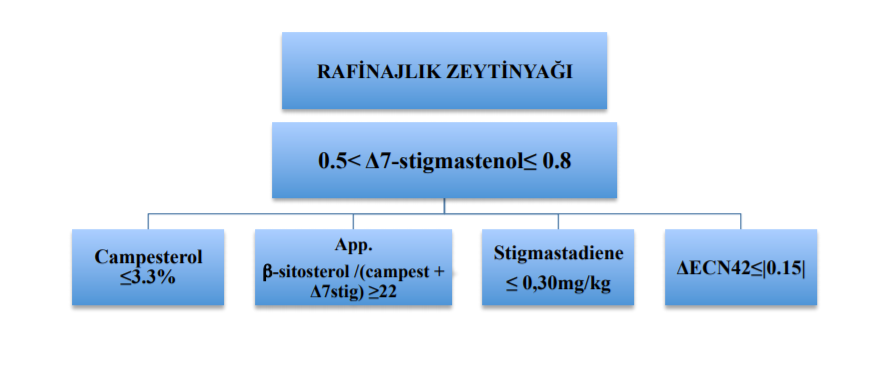 RAFİNAJLIK ZEYTİNYAĞI
0.5< Δ7-stigmastenol≤ 0.8
Campesterol
≤3.3%
App.
β-sitosterol /(campest +
Δ7stig) ≥22
Stigmastadiene
≤ 0,30mg/kg
ΔECN42≤|0.15|